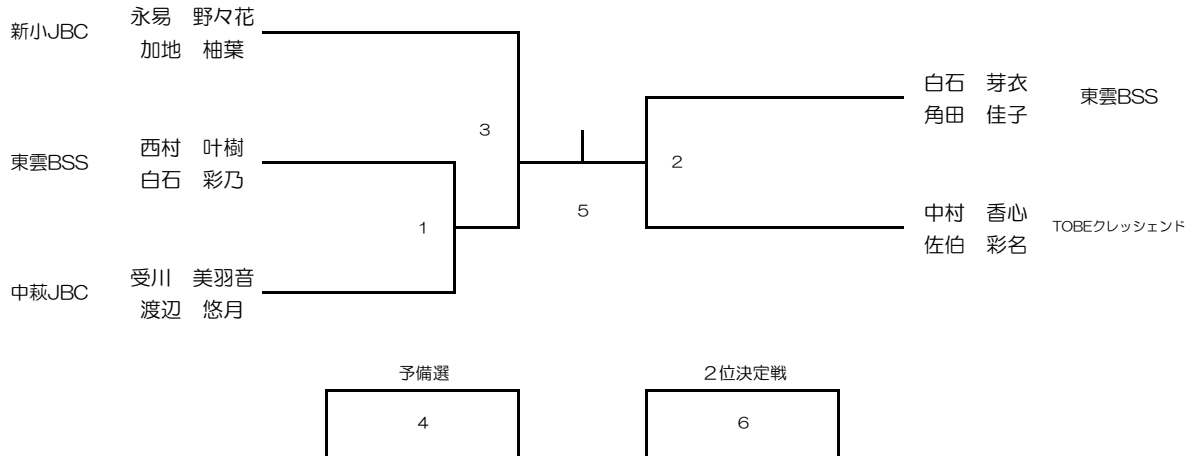 新小JBC
永易 野々花
加地 柚葉
東雲BSS
西村 叶樹
白石 彩乃
中萩JBC
受川 美羽音
渡辺 悠月
3
1
5
2
白石 芽衣
角田 佳子
東雲BSS
中村 香心
佐伯 彩名
TOBEクレッシェンド
予備選
4
2位決定戦
6